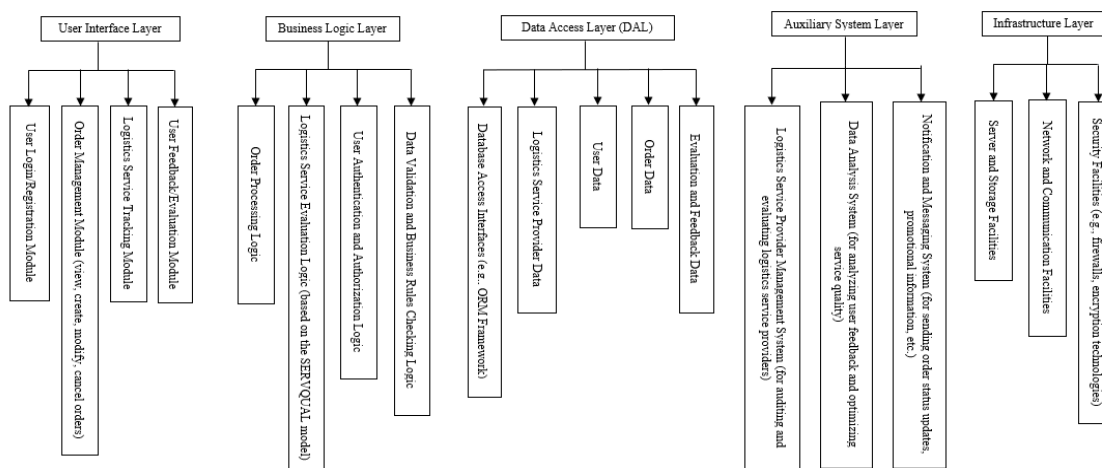 User Interface Layer
Business Logic Layer
Data Access Layer (DAL)
Auxiliary System Layer
Infrastructure Layer
User Login/Registration Module
Order Management Module (view, create, modify, cancel orders)
Logistics Service Tracking Module
User Feedback/Evaluation Module
Order Processing Logic
Logistics Service Evaluation Logic (based on the SERVQUAL model)
User Authentication and Authorization Logic
Data Validation and Business Rules Checking Logic
Database Access Interfaces (e.g., ORM Framework)
Logistics Service Provider Data
User Data
Order Data
Evaluation and Feedback Data
Logistics Service Provider Management System (for auditing and
evaluating logistics service providers)
Data Analysis System (for analyzing user feedback and optimizing
service quality)
Notification and Messaging System (for sending order status updates,
promotional information, etc.)
Server and Storage Facilities
Network and Communication Facilities
Security Facilities (e.g., firewalls, encryption technologies)